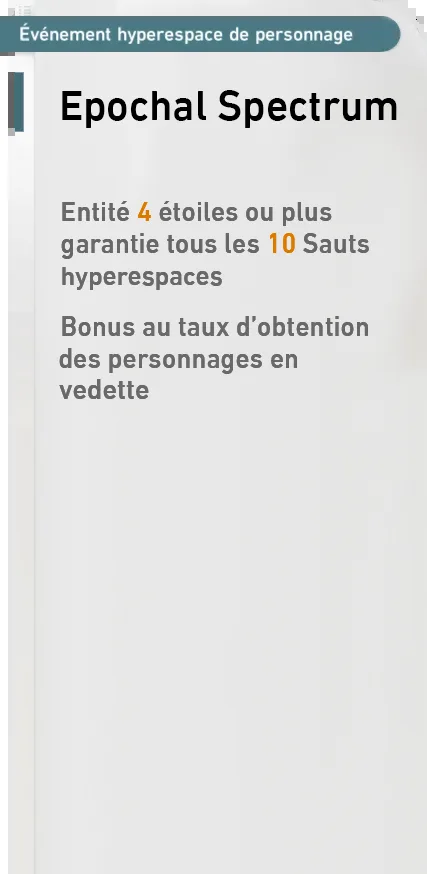 Événement hyperespace de personnage
Epochal Spectrum
Entité 4 étoiles ou plus
garantie tous les 10 Sauts
hyperespaces
Bonus au taux d’obtention
des personnages en
vedette